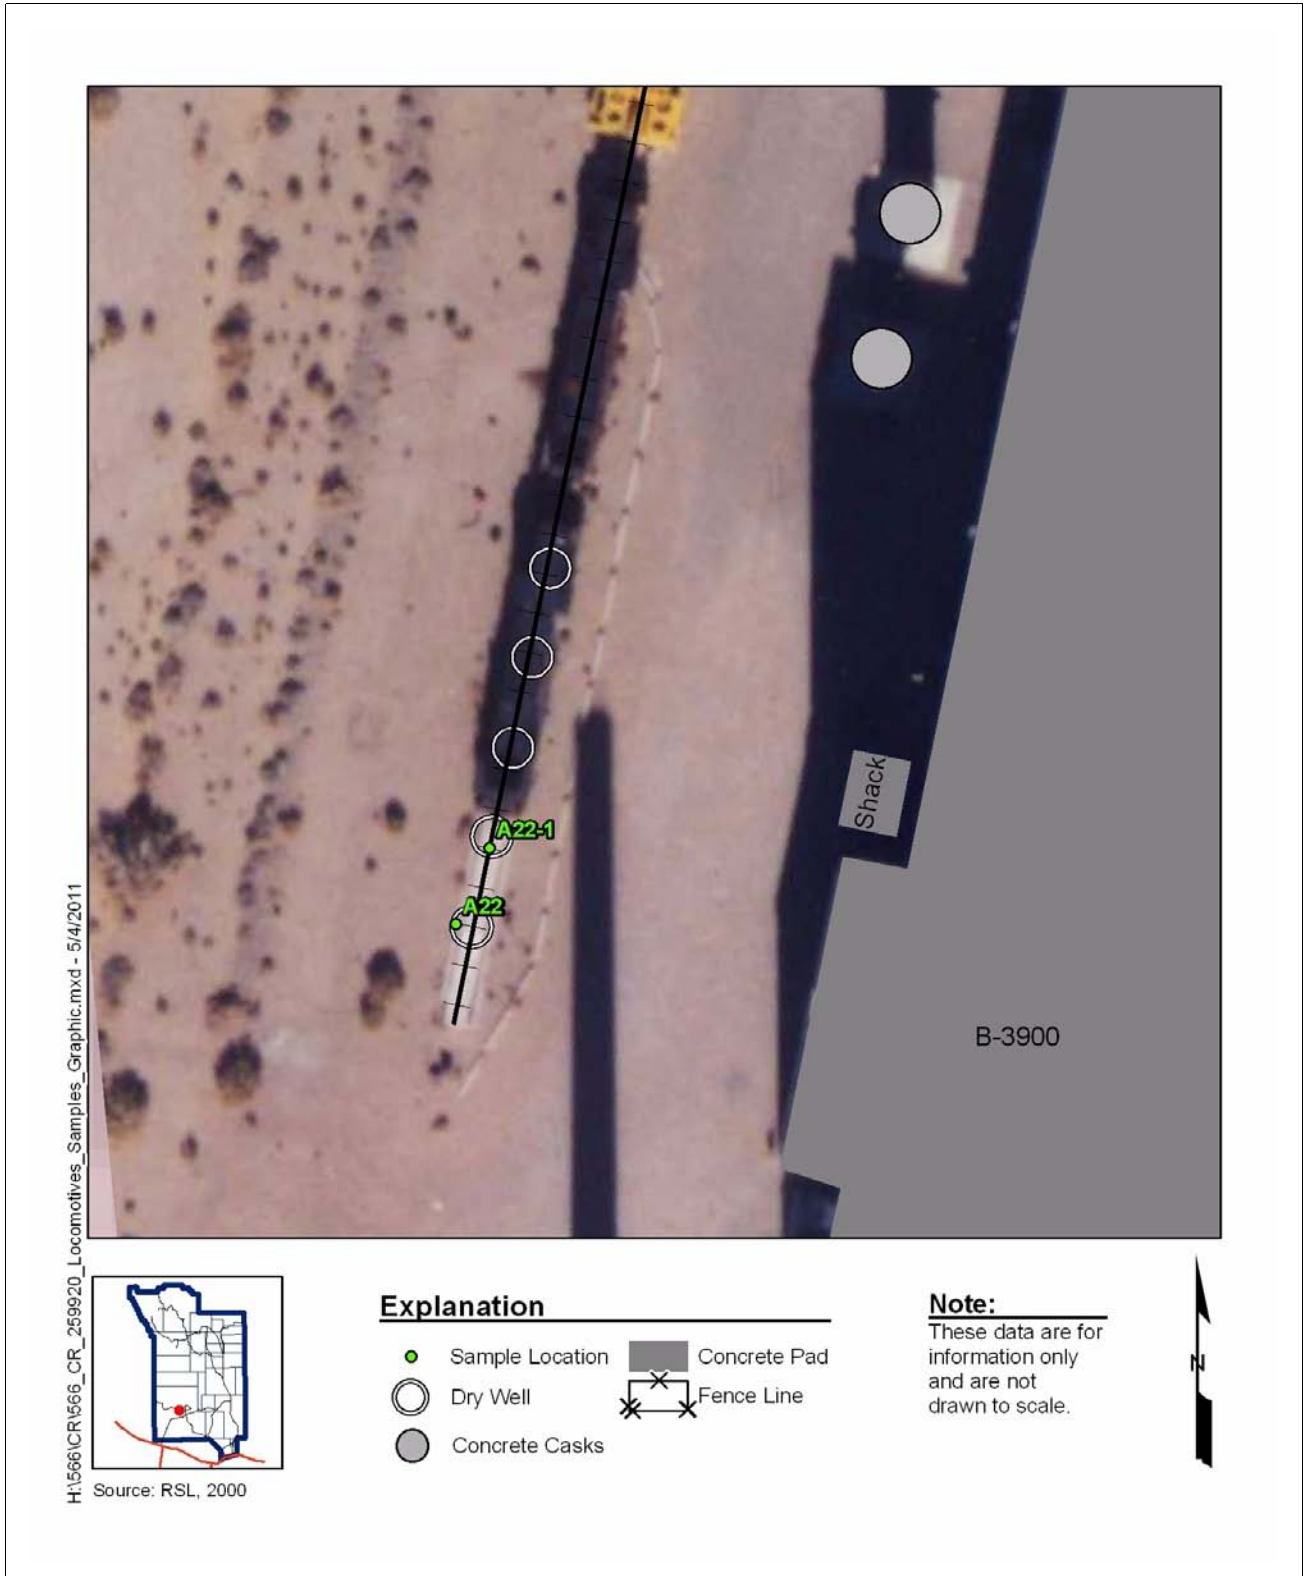 A22-1
A22
Shack
B-3900
H:\566\CR\566_CR_259920_Locomotives_Samples_Graphic.mxd - 5/4/2011
Source: RSL, 2000
Explanation
Sample Location
Dry Well
Concrete Casks
Concrete Pad
Fence Line
Note:
These data are for
information only
and are not
drawn to scale.
N